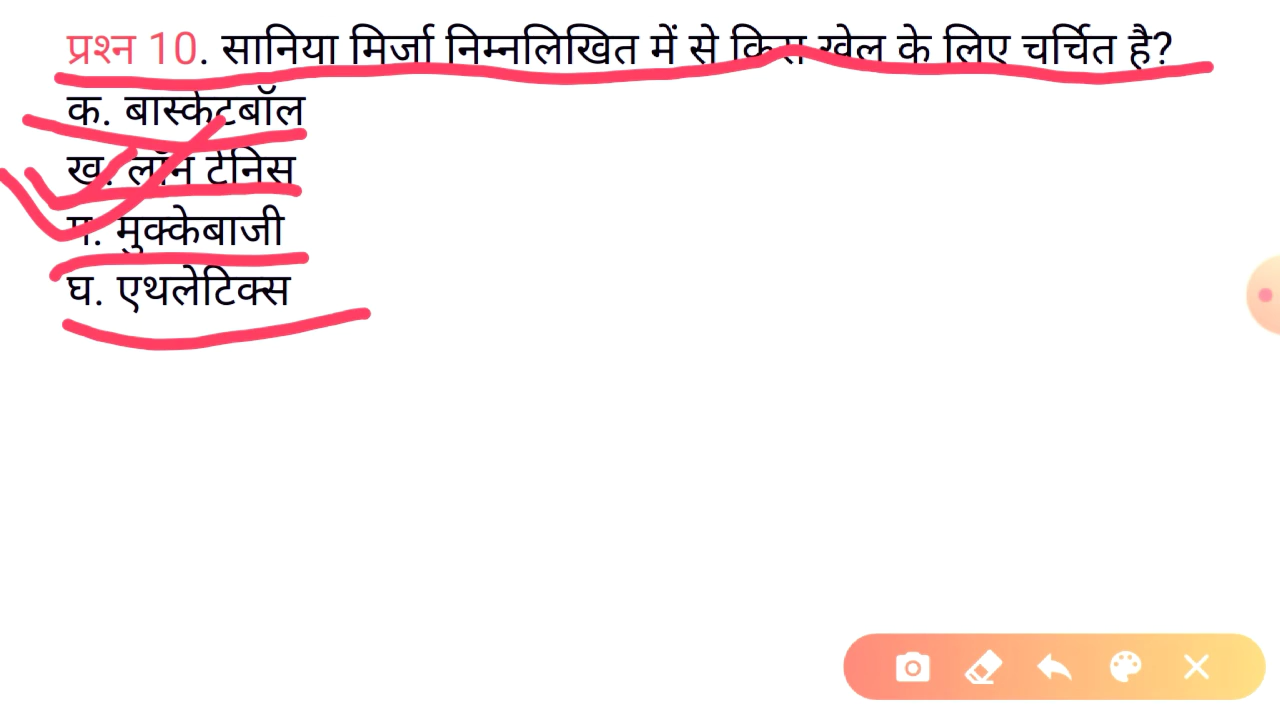 प्रश्न 10. सानिया मिर्जा निम्नलिखित में से किस खेल के लिए चर्चित है?
क. बास्केटबॉल
ख. लॉन टेनिस
ग. मुक्केबाजी
घ. एथलेटिक्स